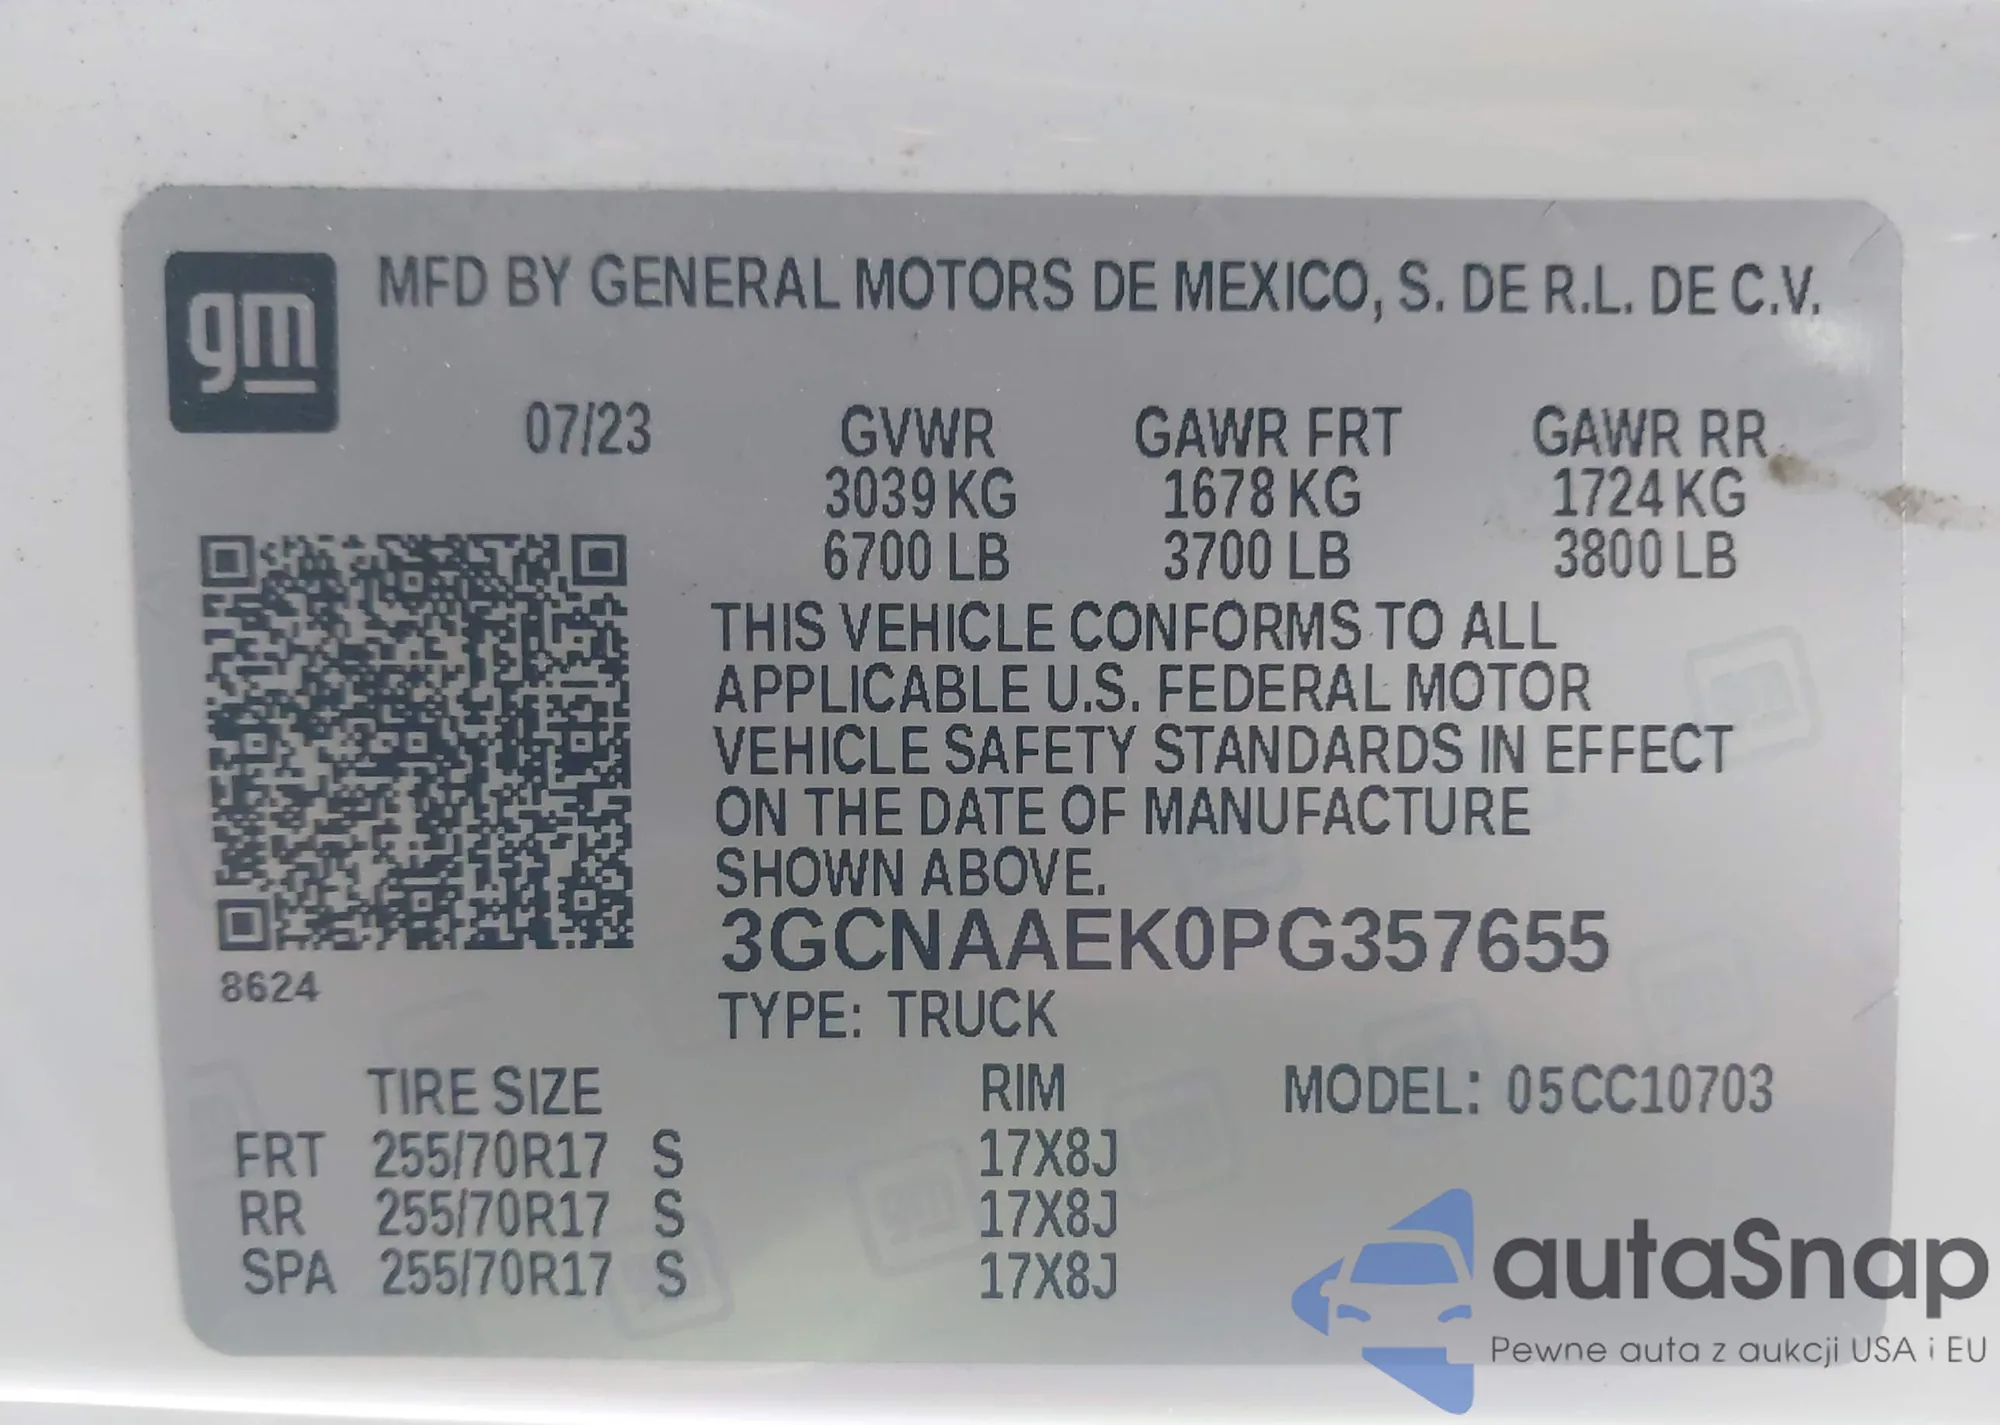 gm
MFD BY GENERAL MOTORS DE MEXICO, S. DE R.L. DE C.V.
07/23 GVWR GAWR FRT GAWR RR
3039 KG 1678 KG 1724 KG
6700 LB 3700 LB 3800 LB
THIS VEHICLE CONFORMS TO ALL
APPLICABLE U.S. FEDERAL MOTOR
VEHICLE SAFETY STANDARDS IN EFFECT
ON THE DATE OF MANUFACTURE
SHOWN ABOVE.
3GCNAAEK0PG357655
8624
TYPE: TRUCK
TIRE SIZE RIM MODEL: 05CC10703
FRT 255/70R17 S 17X8J
RR 255/70R17 S 17X8J
SPA 255/70R17 S 17X8J
autaSnap
Pewne auta z aukcji USA i EU